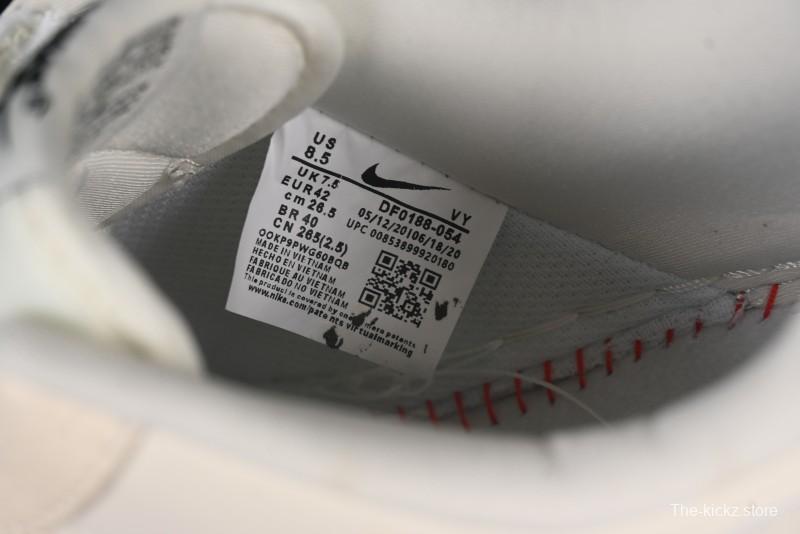 US
8.5
UK 7.5
EUR 42
cm 26.5
BR 40
CN 265(2.5)
VY
DF0188-054
05/12/20106/18/20
UPC 00853899920180
OOKP9PWG60BQB
MADE IN VIETNAM
HECHO EN VIETNAM
FABRIQUE AU VIETNAM
FABRICADO NO VIETNAM
This product is covered by one more patents
www.nike.com/patents virtualmarking
The-kickz.store